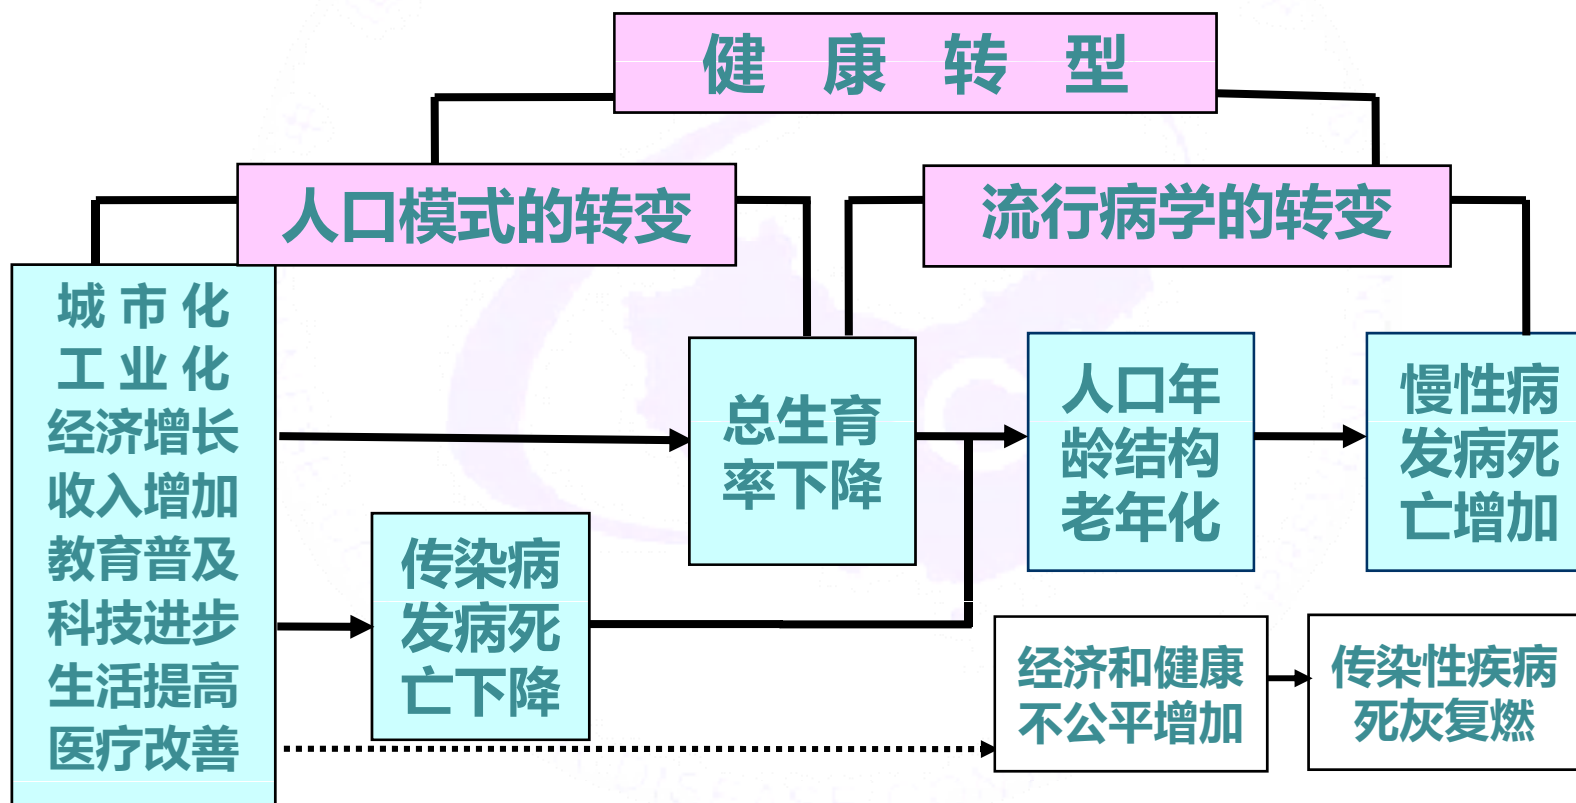 健 康 转 型
人口模式的转变
流行病学的转变
城 市 化
工 业 化
经济增长
收入增加
教育普及
科技进步
生活提高
医疗改善
传染病
发病死
亡下降
总生育
率下降
人口年
龄结构
老年化
慢性病
发病死
亡增加
经济和健康
不公平增加
传染性疾病
死灰复燃